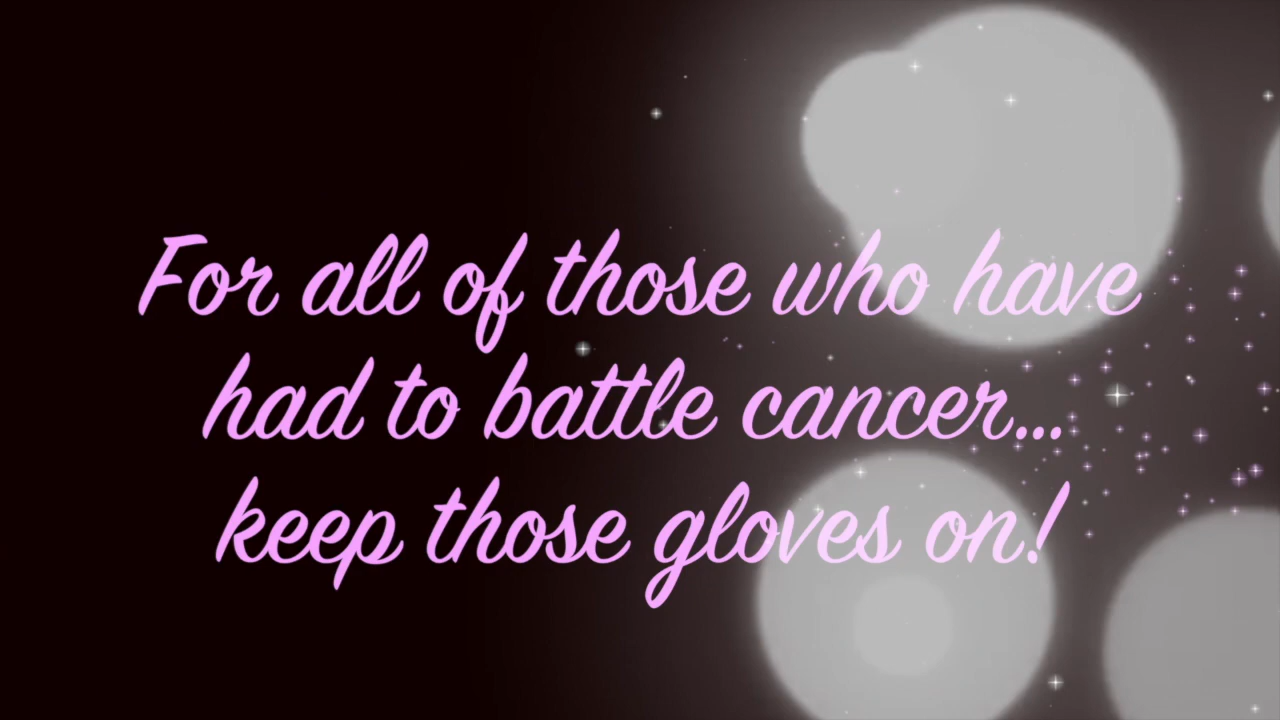 For all of those who have
had to battle cancer...
keep those gloves on!